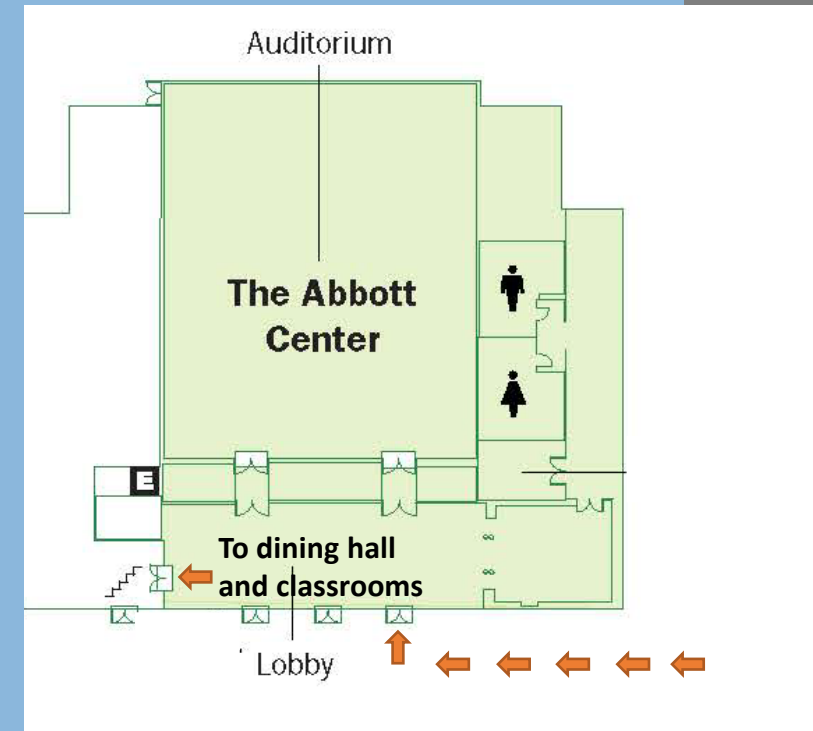 Auditorium
The Abbott
Center
E
To dining hall
and classrooms
Lobby